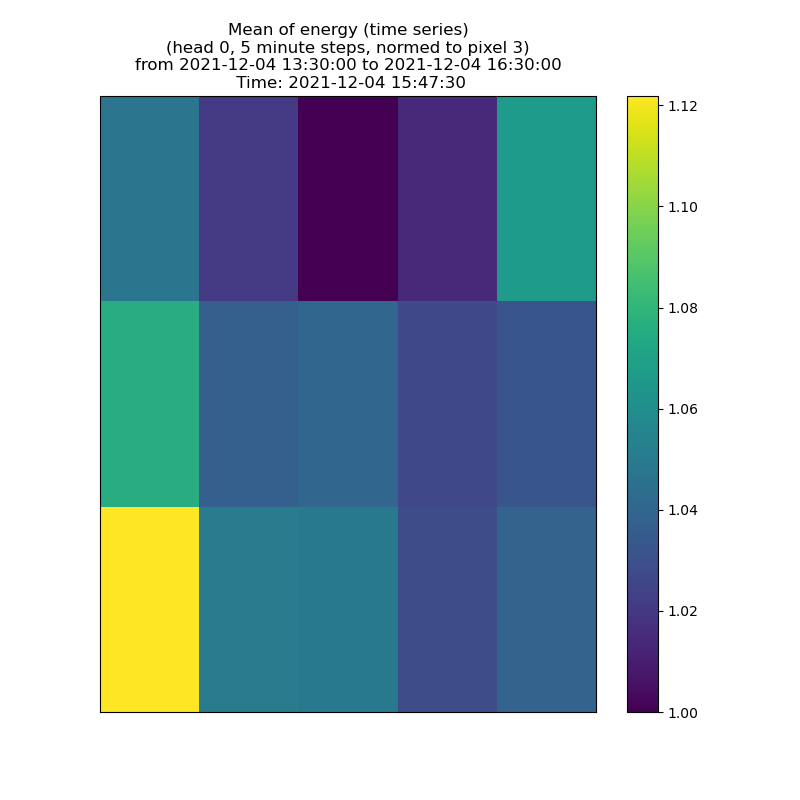 Mean of energy (time series)
(head 0, 5 minute steps, normed to pixel 3)
from 2021-12-04 13:30:00 to 2021-12-04 16:30:00
Time: 2021-12-04 15:47:30
1.12
1.10
1.08
1.06
1.04
1.02
1.00